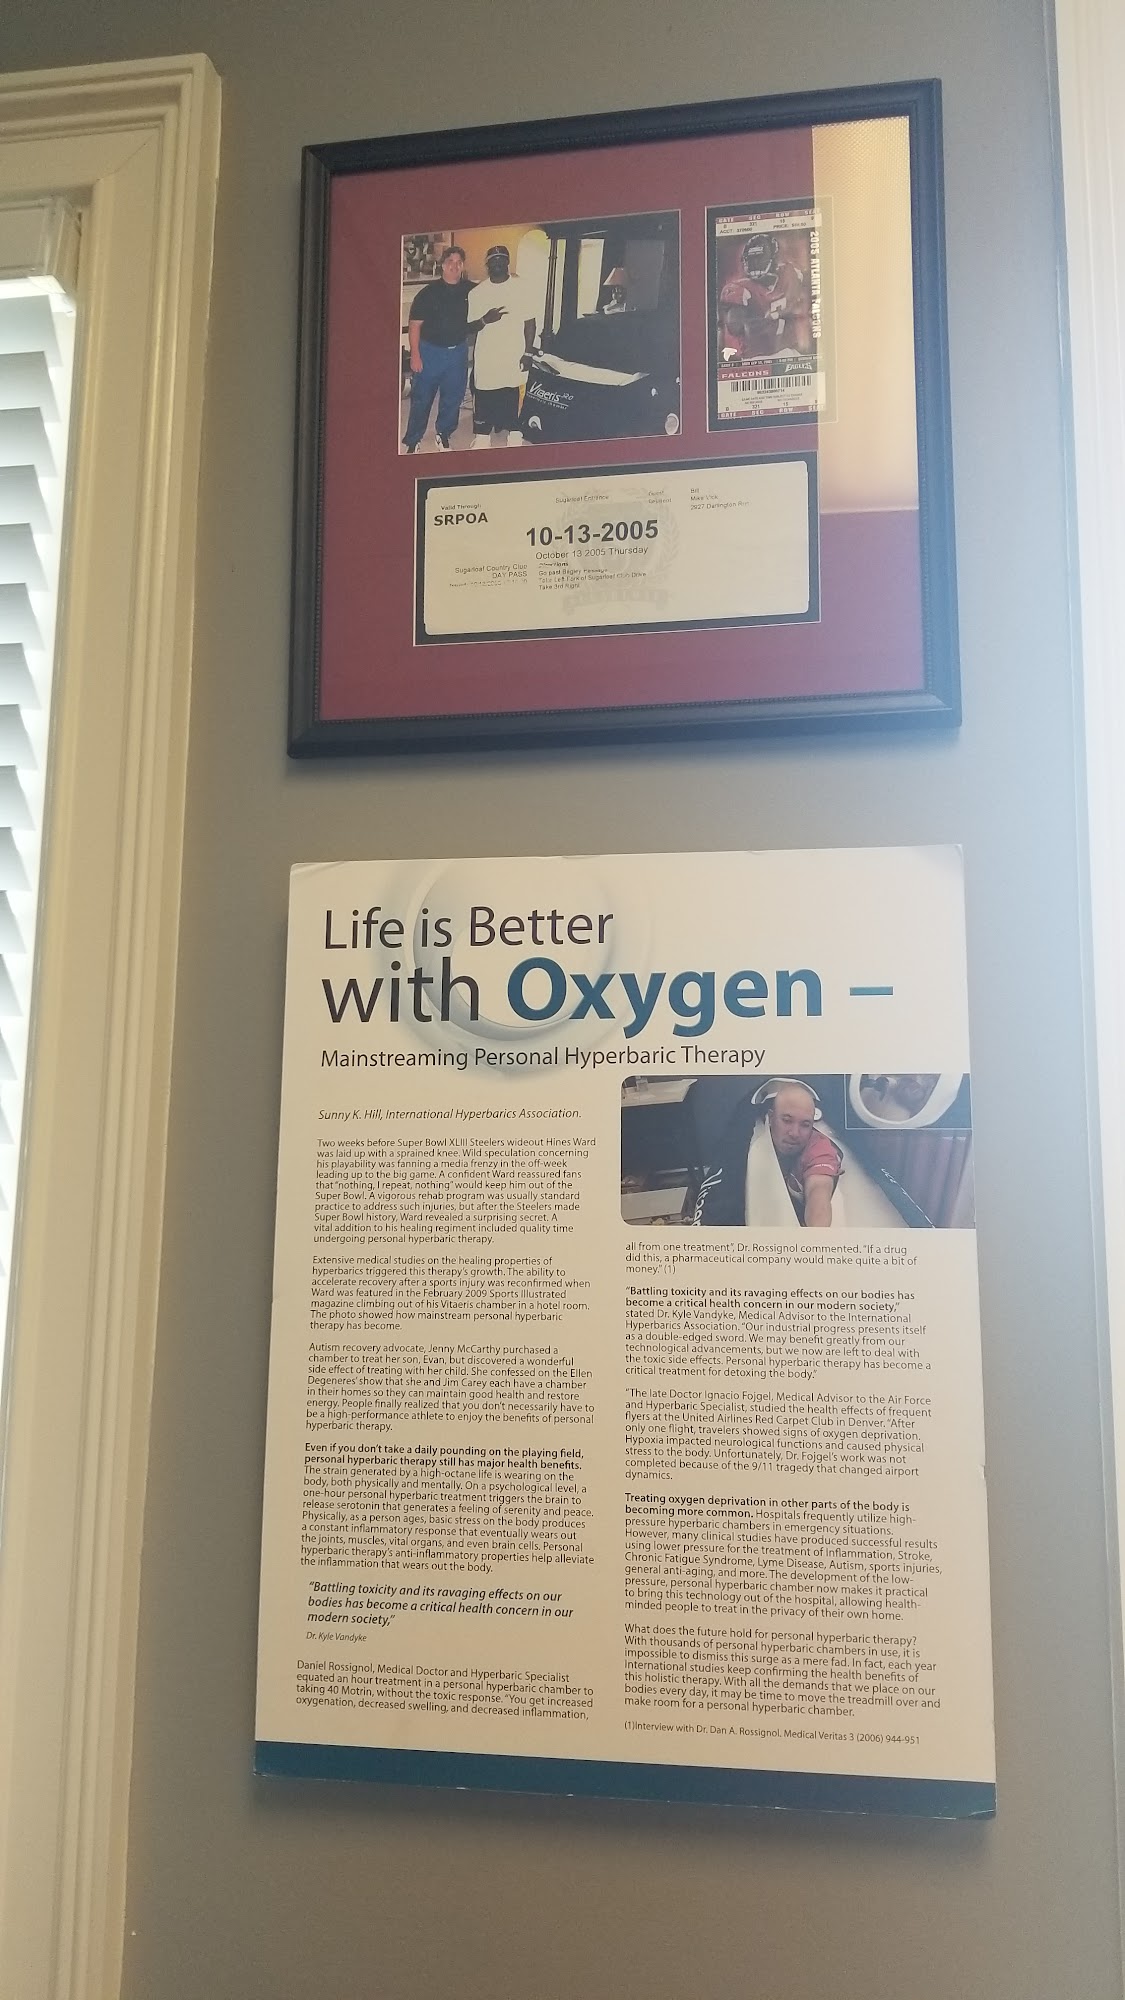 GATE SEC ROW SEAT
2005 ATLANTA FALCONS
FALCONS
EAGLES
Vitaeris 320
Valid Through
SRPOA
Sugarloaf Entrance
Guest
Resident
Bill
Mike Vick
10-13-2005
October 13 2005 Thursday
Sugarloaf Country Club
DAY PASS
Directions
Go past Bagley Passage
Take Left Fork of Sugarloaf Club Drive
Take 3rd Right
Life is Better
with Oxygen –
Mainstreaming Personal Hyperbaric Therapy
Sunny K. Hill, International Hyperbarics Association.
Two weeks before Super Bowl XLIII Steelers wideout Hines Ward
was laid up with a sprained knee. Wild speculation concerning
his playability was fanning a media frenzy in the off-week
leading up to the big game. A confident Ward reassured fans
that "nothing, I repeat, nothing" would keep him out of the
Super Bowl. A vigorous rehab program was usually standard
practice to address such injuries, but after the Steelers made
Super Bowl history, Ward revealed a surprising secret. A
vital addition to his healing regiment included quality time
undergoing personal hyperbaric therapy.
Extensive medical studies on the healing properties of
hyperbarics triggered this therapy's growth. The ability to
accelerate recovery after a sports injury was reconfirmed when
Ward was featured in the February 2009 Sports Illustrated
magazine climbing out of his Vitaeris chamber in a hotel room.
The photo showed how mainstream personal hyperbaric
therapy has become.
Autism recovery advocate, Jenny McCarthy purchased a
chamber to treat her son, Evan, but discovered a wonderful
side effect of treating with her child. She confessed on the Ellen
Degeneres' show that she and Jim Carey each have a chamber
in their homes so they can maintain good health and restore
energy. People finally realized that you don't necessarily have to
be a high-performance athlete to enjoy the benefits of personal
hyperbaric therapy.
Even if you don't take a daily pounding on the playing field,
personal hyperbaric therapy still has major health benefits.
The strain generated by a high-octane life is wearing on the
body, both physically and mentally. On a psychological level, a
one-hour personal hyperbaric treatment triggers the brain to
release serotonin that generates a feeling of serenity and peace.
Physically, as a person ages, basic stress on the body produces
a constant inflammatory response that eventually wears out
the joints, muscles, vital organs, and even brain cells. Personal
hyperbaric therapy's anti-inflammatory properties help alleviate
the inflammation that wears out the body.
"Battling toxicity and its ravaging effects on our
bodies has become a critical health concern in our
modern society,"
Dr. Kyle Vandyke
Daniel Rossignol, Medical Doctor and Hyperbaric Specialist
equated an hour treatment in a personal hyperbaric chamber to
taking 40 Motrin, without the toxic response. "You get increased
oxygenation, decreased swelling, and decreased inflammation,
all from one treatment", Dr. Rossignol commented. "If a drug
did this, a pharmaceutical company would make quite a bit of
money." (1)
"Battling toxicity and its ravaging effects on our bodies has
become a critical health concern in our modern society,"
stated Dr. Kyle Vandyke, Medical Advisor to the International
Hyperbarics Association. "Our industrial progress presents itself
as a double-edged sword. We may benefit greatly from our
technological advancements, but we now are left to deal with
the toxic side effects. Personal hyperbaric therapy has become a
critical treatment for detoxing the body."
"The late Doctor Ignacio Fojgel, Medical Advisor to the Air Force
and Hyperbaric Specialist, studied the health effects of frequent
flyers at the United Airlines Red Carpet Club in Denver. "After
only one flight, travelers showed signs of oxygen deprivation.
Hypoxia impacted neurological functions and caused physical
stress to the body. Unfortunately, Dr. Fojgel's work was not
completed because of the 9/11 tragedy that changed airport
dynamics.
Treating oxygen deprivation in other parts of the body is
becoming more common. Hospitals frequently utilize high-
pressure hyperbaric chambers in emergency situations.
However, many clinical studies have produced successful results
using lower pressure for the treatment of Inflammation, Stroke,
Chronic Fatigue Syndrome, Lyme Disease, Autism, sports injuries,
general anti-aging, and more. The development of the low-
pressure, personal hyperbaric chamber now makes it practical
to bring this technology out of the hospital, allowing health-
minded people to treat in the privacy of their own home.
What does the future hold for personal hyperbaric therapy?
With thousands of personal hyperbaric chambers in use, it is
impossible to dismiss this surge as a mere fad. In fact, each year
International studies keep confirming the health benefits of
this holistic therapy. With all the demands that we place on our
bodies every day, it may be time to move the treadmill over and
make room for a personal hyperbaric chamber.
(1)Interview with Dr. Dan A. Rossignol. Medical Veritas 3 (2006) 944-951